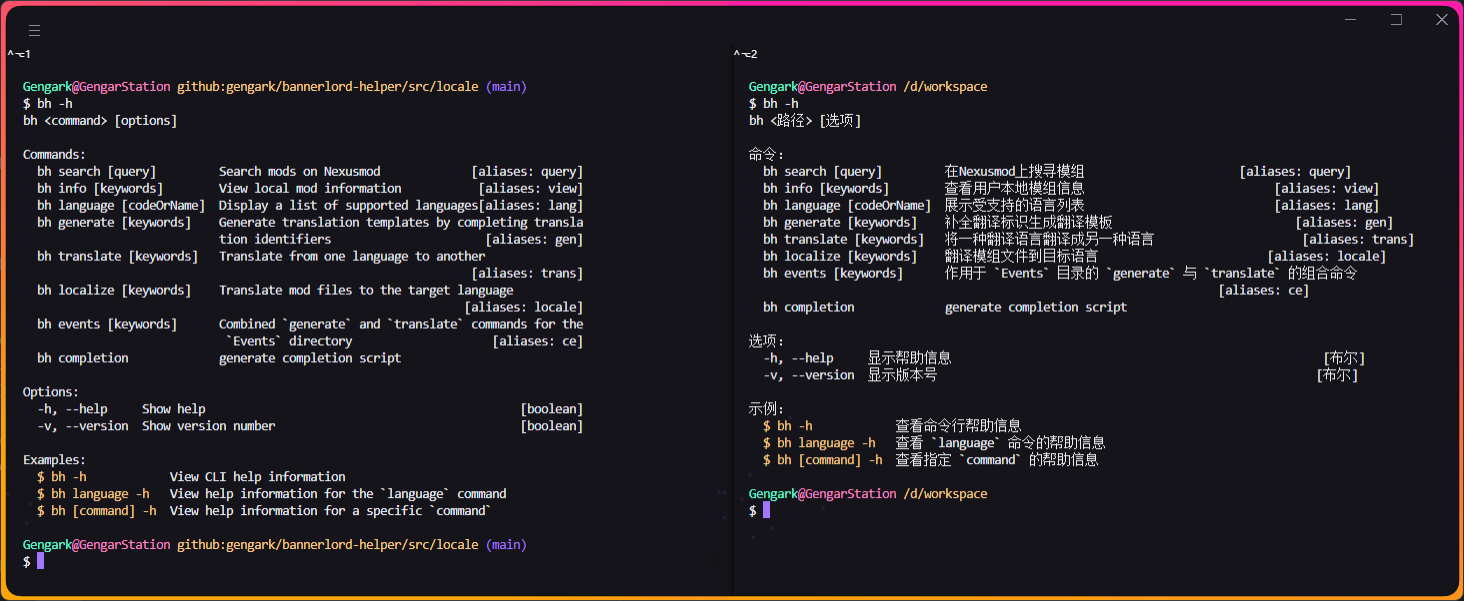 ^⌥1
Gengark@GengarStation github:gengark/bannerlord-helper/src/locale (main)
$ bh -h
bh <command> [options]
Commands:
bh search [query] Search mods on Nexusmod [aliases: query]
bh info [keywords] View local mod information [aliases: view]
bh language [codeOrName] Display a list of supported languages[aliases: lang]
bh generate [keywords] Generate translation templates by completing transla
tion identifiers [aliases: gen]
bh translate [keywords] Translate from one language to another
[aliases: trans]
bh localize [keywords] Translate mod files to the target language
[aliases: locale]
bh events [keywords] Combined `generate` and `translate` commands for the
`Events` directory [aliases: ce]
bh completion generate completion script
Options:
-h, --help Show help [boolean]
-v, --version Show version number [boolean]
Examples:
$ bh -h View CLI help information
$ bh language -h View help information for the `language` command
$ bh [command] -h View help information for a specific `command`
Gengark@GengarStation github:gengark/bannerlord-helper/src/locale (main)
$
^⌥2
Gengark@GengarStation /d/workspace
$ bh -h
bh <路径> [选项]
命令:
bh search [query] 在Nexusmod上搜寻模组 [aliases: query]
bh info [keywords] 查看用户本地模组信息 [aliases: view]
bh language [codeOrName] 展示受支持的语言列表 [aliases: lang]
bh generate [keywords] 补全翻译标识生成翻译模板 [aliases: gen]
bh translate [keywords] 将一种翻译语言翻译成另一种语言 [aliases: trans]
bh localize [keywords] 翻译模组文件到目标语言 [aliases: locale]
bh events [keywords] 作用于 `Events` 目录的 `generate` 与 `translate` 的组合命令
[aliases: ce]
bh completion generate completion script
选项:
-h, --help 显示帮助信息 [布尔]
-v, --version 显示版本号 [布尔]
示例:
$ bh -h 查看命令行帮助信息
$ bh language -h 查看 `language` 命令的帮助信息
$ bh [command] -h 查看指定 `command` 的帮助信息
Gengark@GengarStation /d/workspace
$